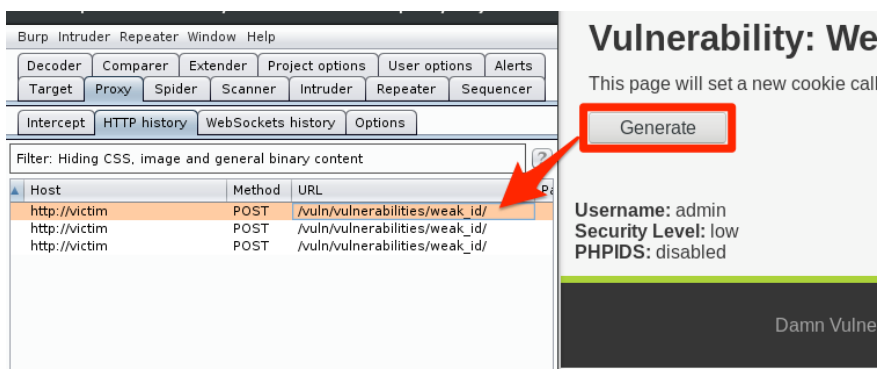 Burp Intruder Repeater Window Help
Decoder Comparer Extender Project options User options Alerts
Target Proxy Spider Scanner Intruder Repeater Sequencer
Intercept HTTP history WebSockets history Options
Filter: Hiding CSS, image and general binary content
?
Host Method URL
http://victim POST /vuln/vulnerabilities/weak_id/
http://victim POST /vuln/vulnerabilities/weak_id/
http://victim POST /vuln/vulnerabilities/weak_id/
Vulnerability: We
This page will set a new cookie call
Generate
Username: admin
Security Level: low
PHPIDS: disabled
Damn Vulne